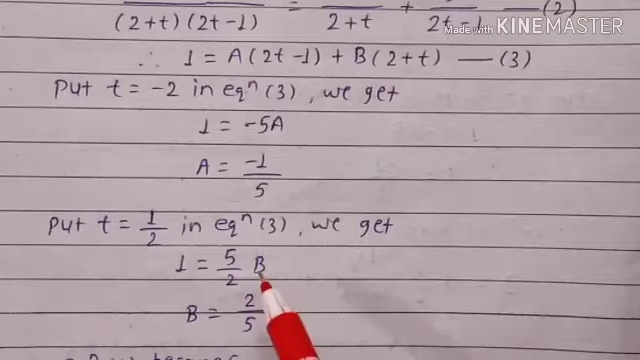 (2+t)(2t-1) = 2+t + 2t-1 —(2)
Made with KINEMASTER
∴ 1 = A(2t-1) + B(2+t) — (3)
Put t = -2 in eqⁿ(3), we get
1 = -5A
A = -1/5
Put t = 1/2 in eqⁿ(3), we get
1 = 5/2 B
B = 2/5